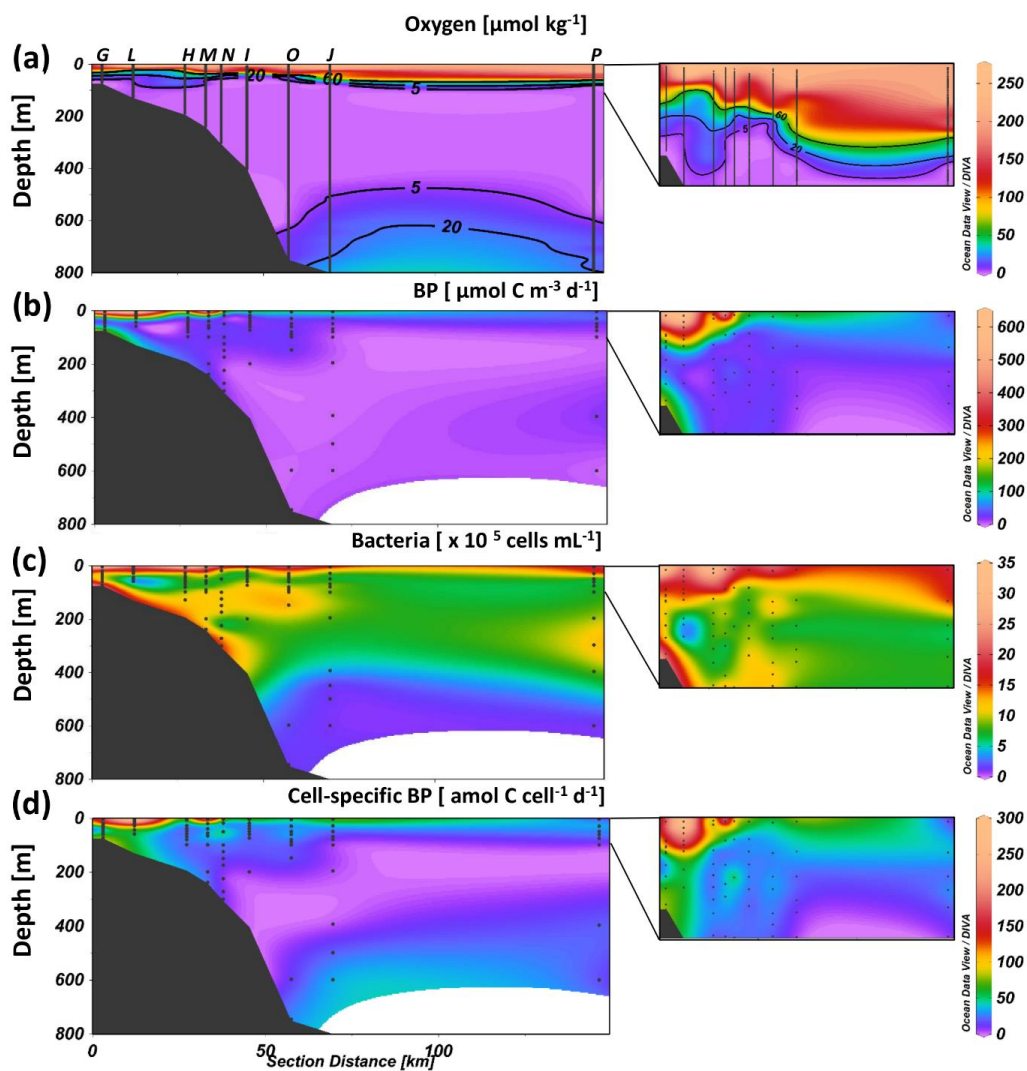 Oxygen [µmol kg⁻¹]
(a)
G L H M N I O J P
0
200
400
600
800
Depth [m]
20
60
5
5
20
60
5
20
250
200
150
100
50
0
Ocean Data View / DIVA
BP [ µmol C m⁻³ d⁻¹]
(b)
0
200
400
600
800
Depth [m]
600
500
400
300
200
100
0
Ocean Data View / DIVA
Bacteria [ x 10 ⁵ cells mL⁻¹]
(c)
0
200
400
600
800
Depth [m]
35
30
25
20
15
10
5
0
Ocean Data View / DIVA
Cell-specific BP [ amol C cell⁻¹ d⁻¹]
(d)
0
200
400
600
800
Depth [m]
300
250
200
150
100
50
0
Ocean Data View / DIVA
0 50 100
Section Distance [km]